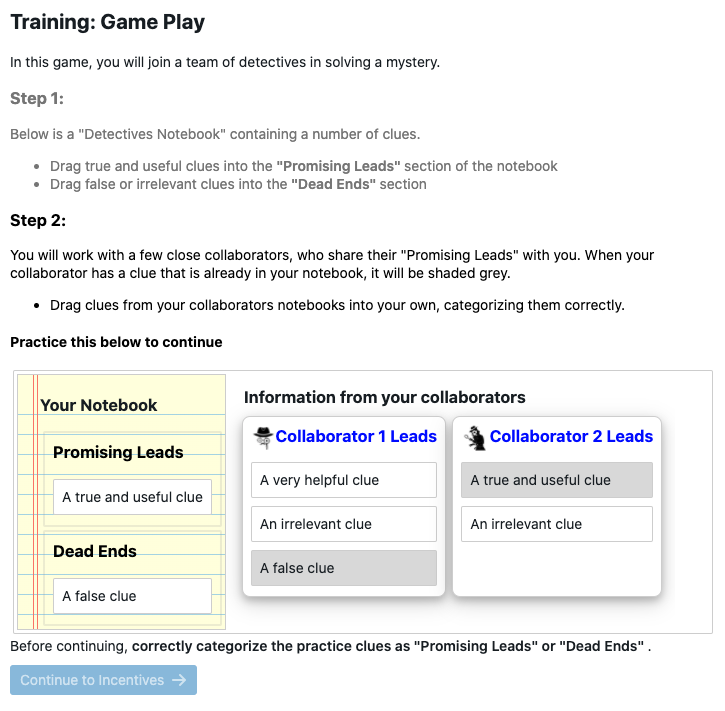 Training: Game Play
In this game, you will join a team of detectives in solving a mystery.
Step 1:
Below is a "Detectives Notebook" containing a number of clues.
• Drag true and useful clues into the "Promising Leads" section of the notebook
• Drag false or irrelevant clues into the "Dead Ends" section
Step 2:
You will work with a few close collaborators, who share their "Promising Leads" with you. When your
collaborator has a clue that is already in your notebook, it will be shaded grey.
• Drag clues from your collaborators notebooks into your own, categorizing them correctly.
Practice this below to continue
Your Notebook
Promising Leads
A true and useful clue
Dead Ends
A false clue
Information from your collaborators
Collaborator 1 Leads
A very helpful clue
An irrelevant clue
A false clue
Collaborator 2 Leads
A true and useful clue
An irrelevant clue
Before continuing, correctly categorize the practice clues as "Promising Leads" or "Dead Ends" .
Continue to Incentives →